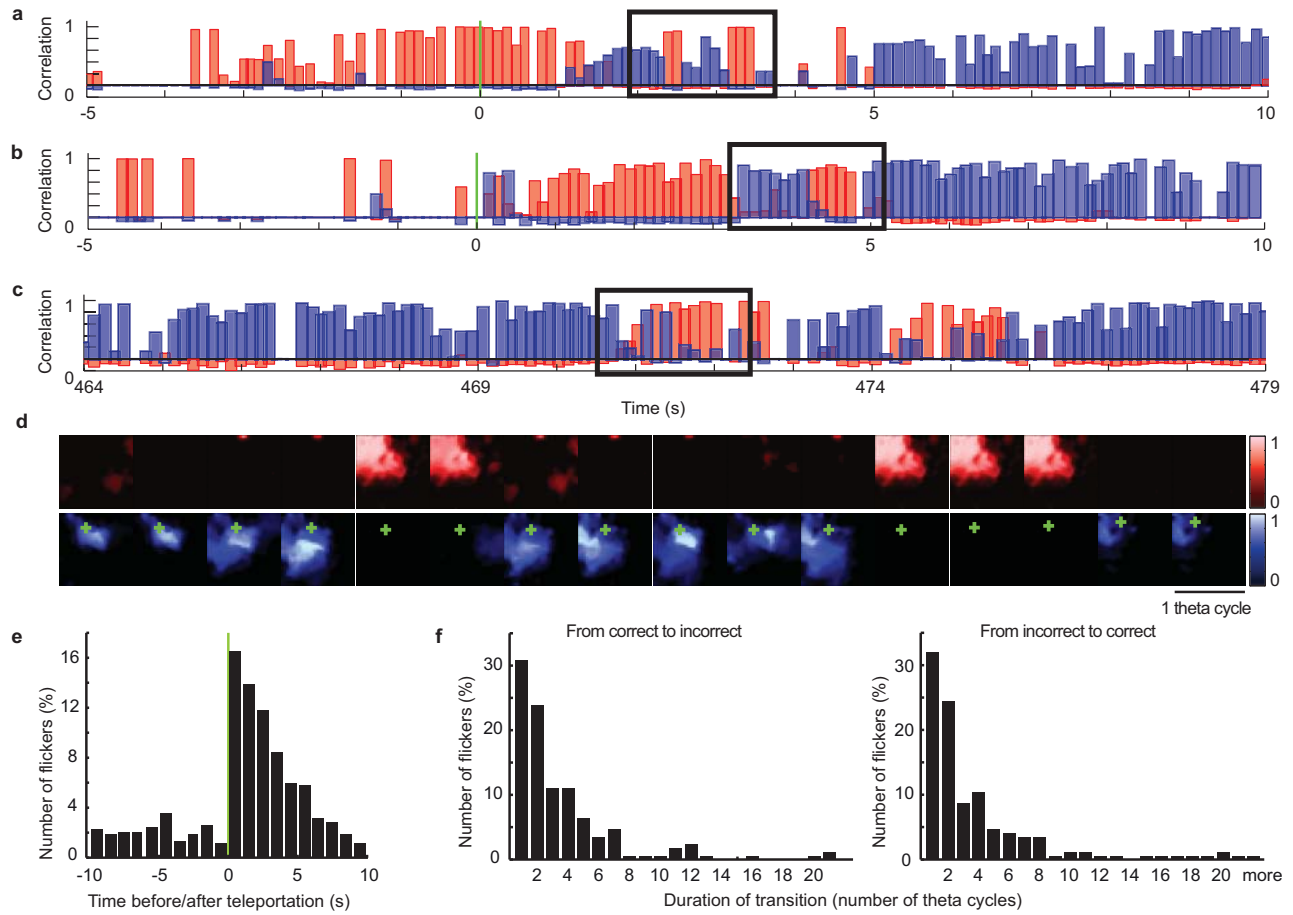 a
Correlation
1
0
-5
0
5
10
b
Correlation
1
0
-5
0
5
10
c
Correlation
1
0
464
469
474
479
Time (s)
d
1
0
1
0
1 theta cycle
e
Number of flickers (%)
16
12
8
4
0
-10
-5
0
5
10
Time before/after teleportation (s)
f
From correct to incorrect
Number of flickers (%)
30
20
10
0
2 4 6 8 10 12 14 16 20
From incorrect to correct
Number of flickers (%)
30
20
10
0
2 4 6 8 10 12 14 16 20 more
Duration of transition (number of theta cycles)